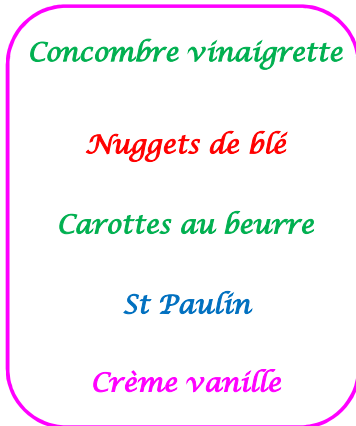 Concombre vinaigrette
Nuggets de blé
Carottes au beurre
St Paulin
Crème vanille